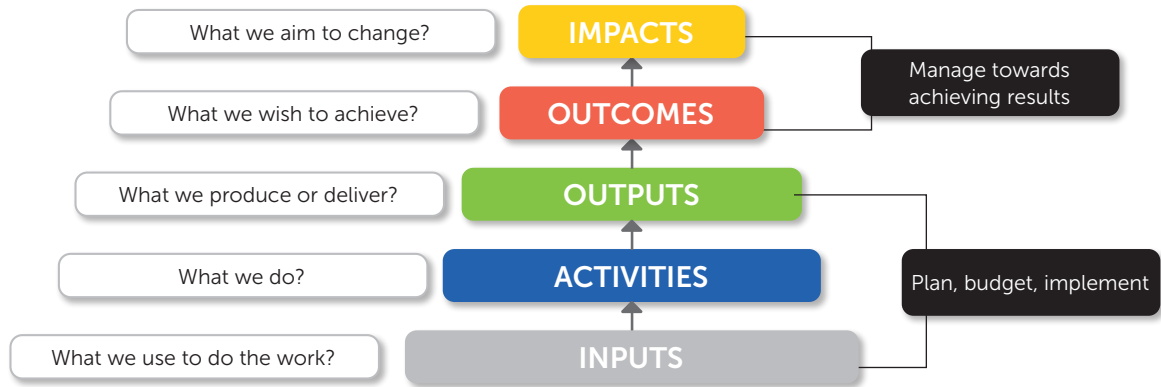 What we aim to change?
IMPACTS
Manage towards
achieving results
What we wish to achieve?
OUTCOMES
What we produce or deliver?
OUTPUTS
What we do?
ACTIVITIES
Plan, budget, implement
What we use to do the work?
INPUTS